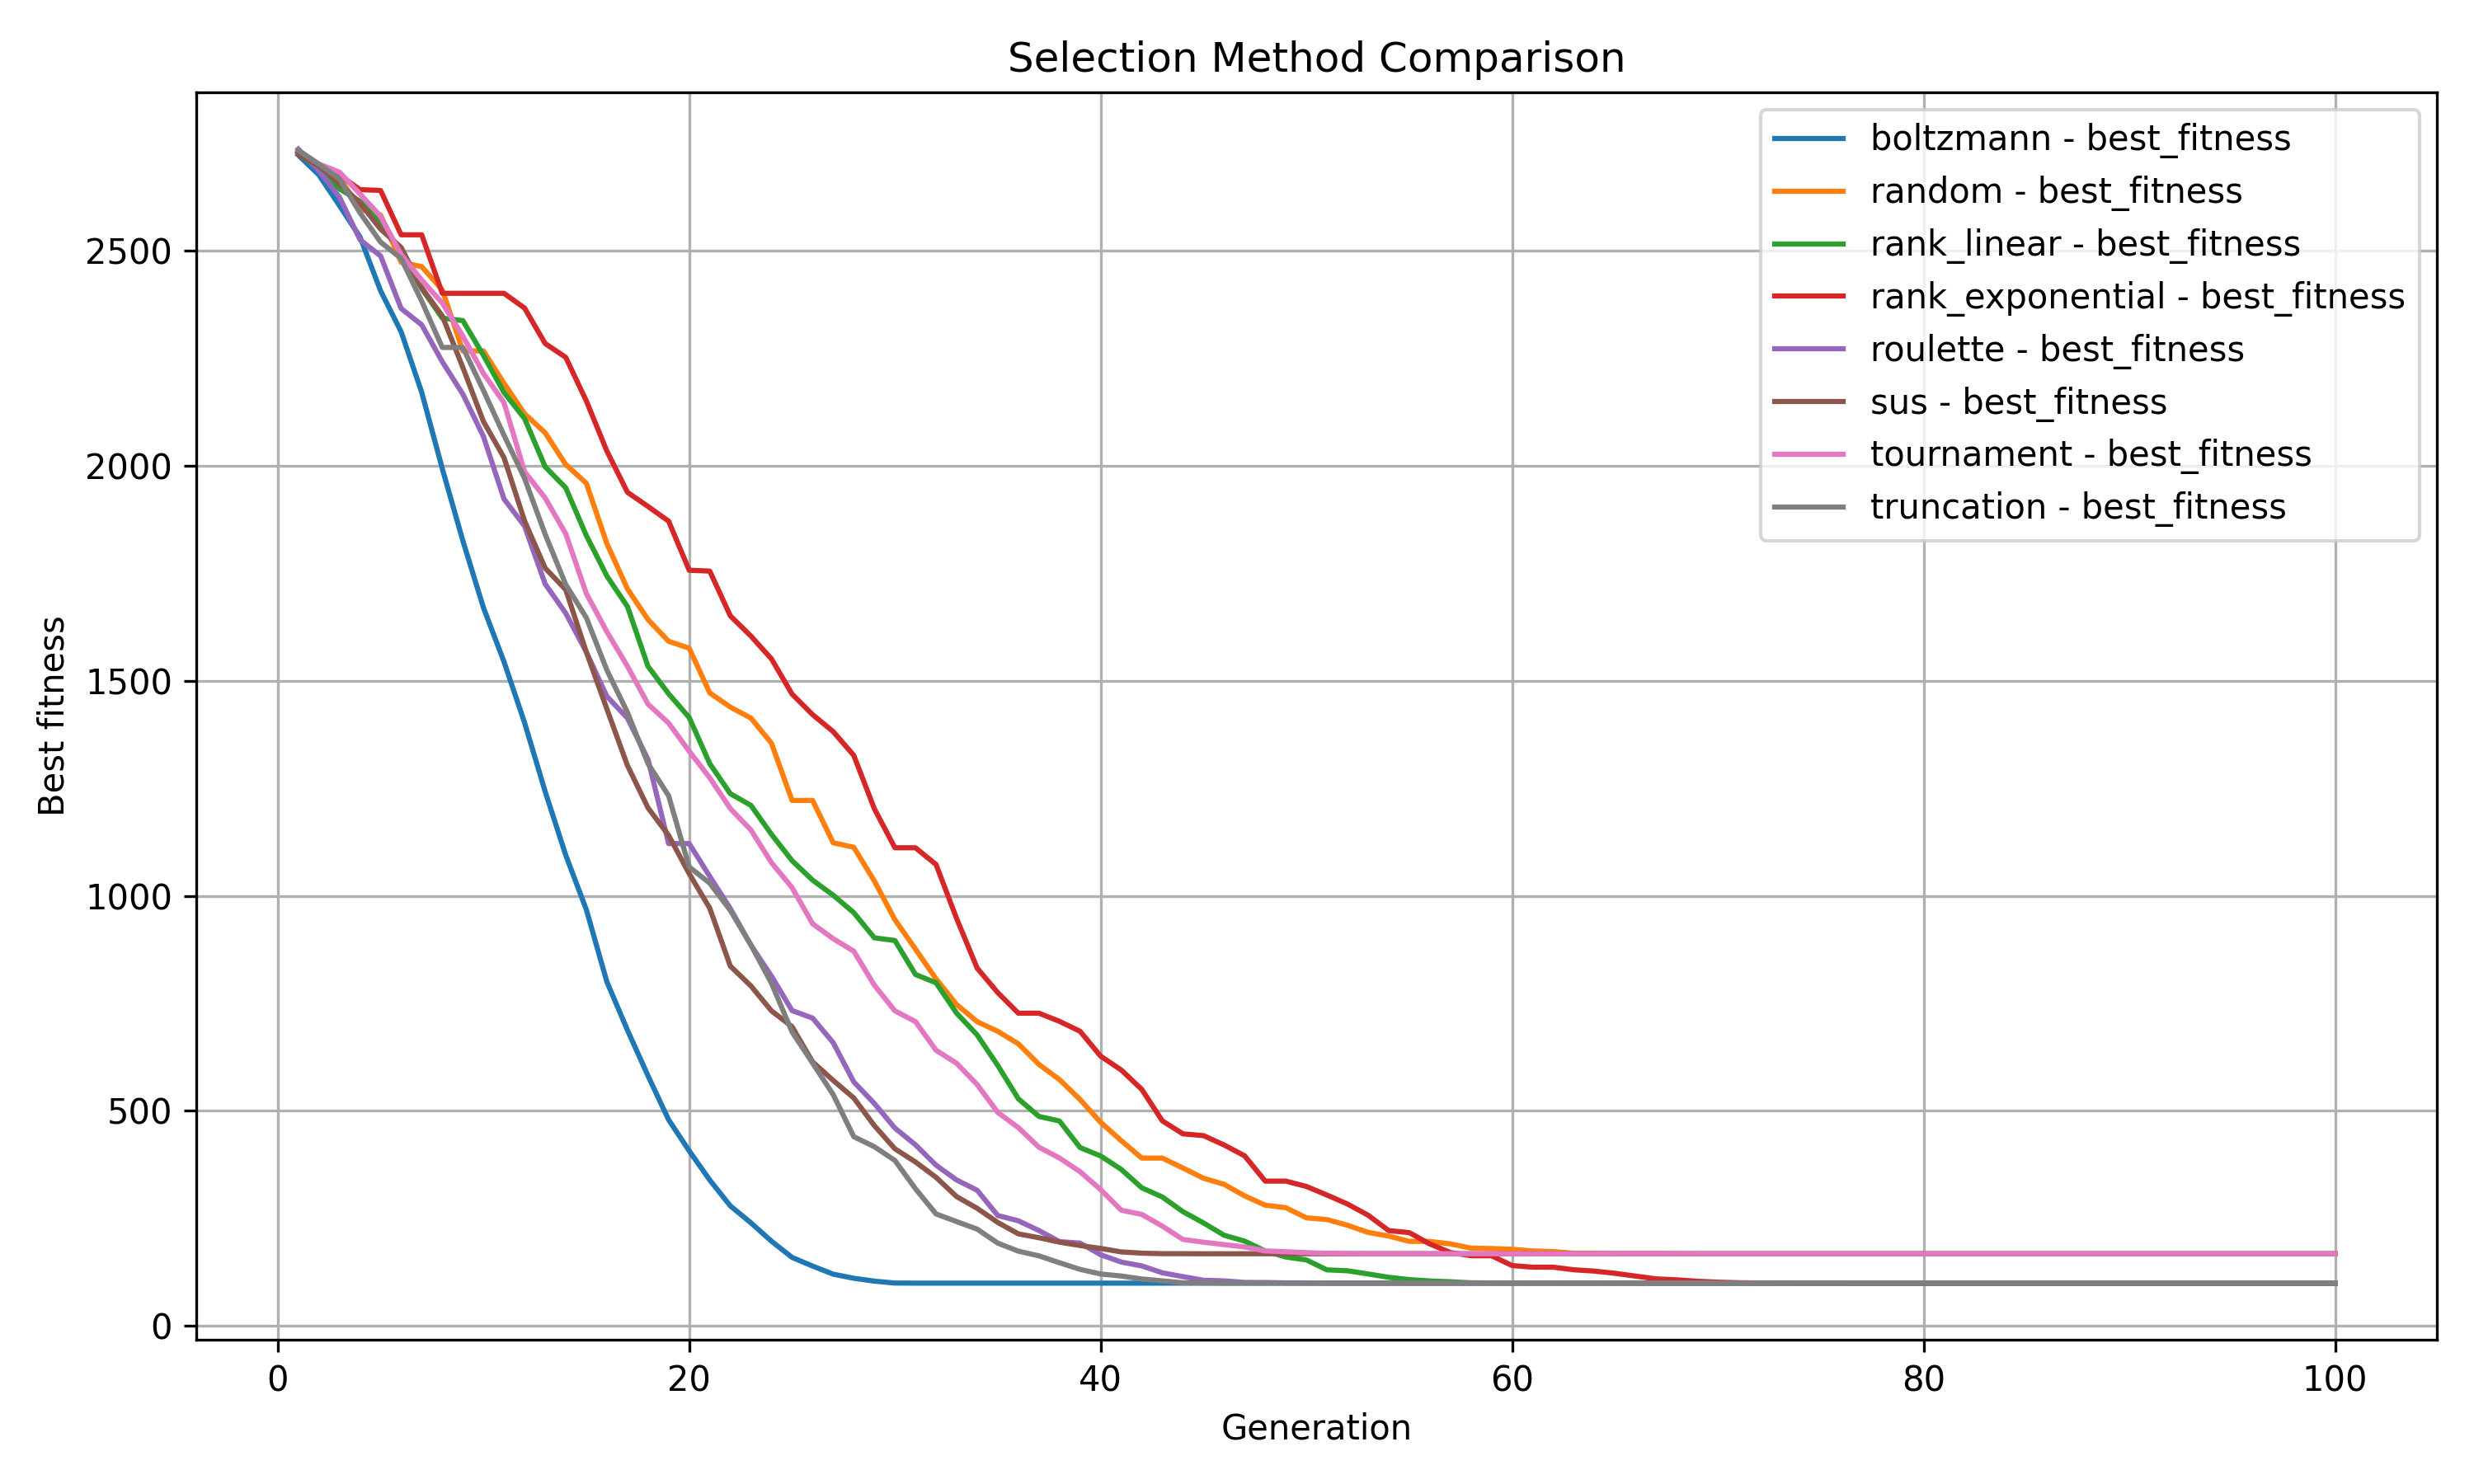 Selection Method Comparison
boltzmann - best_fitness
random - best_fitness
rank_linear - best_fitness
rank_exponential - best_fitness
roulette - best_fitness
sus - best_fitness
tournament - best_fitness
truncation - best_fitness
Best fitness
2500
2000
1500
1000
500
0
0 20 40 60 80 100
Generation